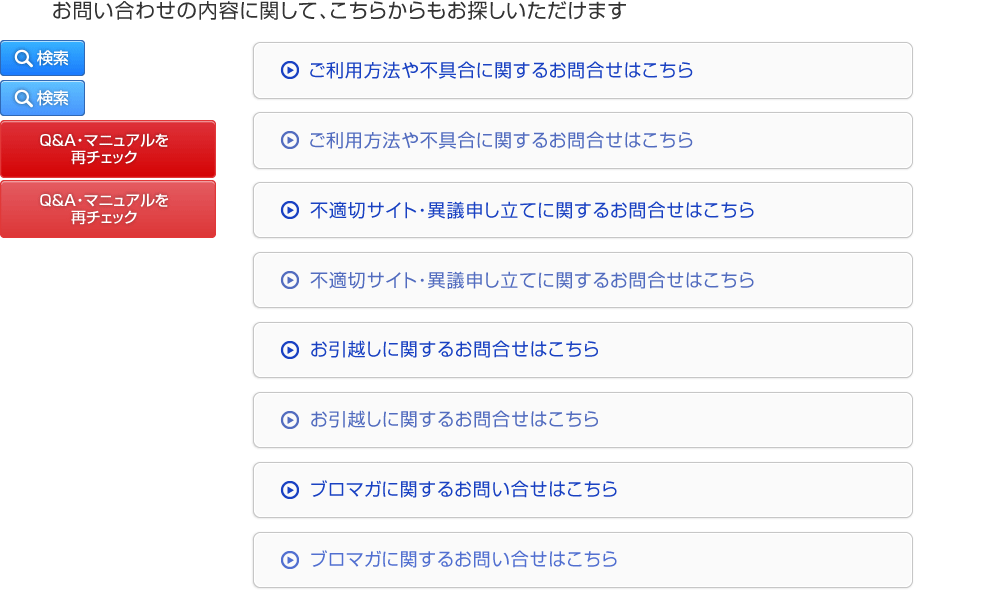 お問い合わせの内容に関して、こちらからもお探しいただけます
検索
検索
Q&A・マニュアルを
再チェック
Q&A・マニュアルを
再チェック
ご利用方法や不具合に関するお問合せはこちら
ご利用方法や不具合に関するお問合せはこちら
不適切サイト・異議申し立てに関するお問合せはこちら
不適切サイト・異議申し立てに関するお問合せはこちら
お引越しに関するお問合せはこちら
お引越しに関するお問合せはこちら
ブロマガに関するお問い合せはこちら
ブロマガに関するお問い合せはこちら